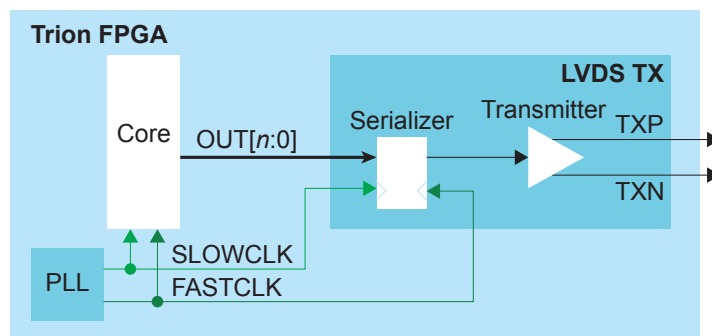 Trion FPGA
LVDS TX
Core
OUT[n:0]
Serializer
Transmitter
TXP
TXN
SLOWCLK
PLL
FASTCLK